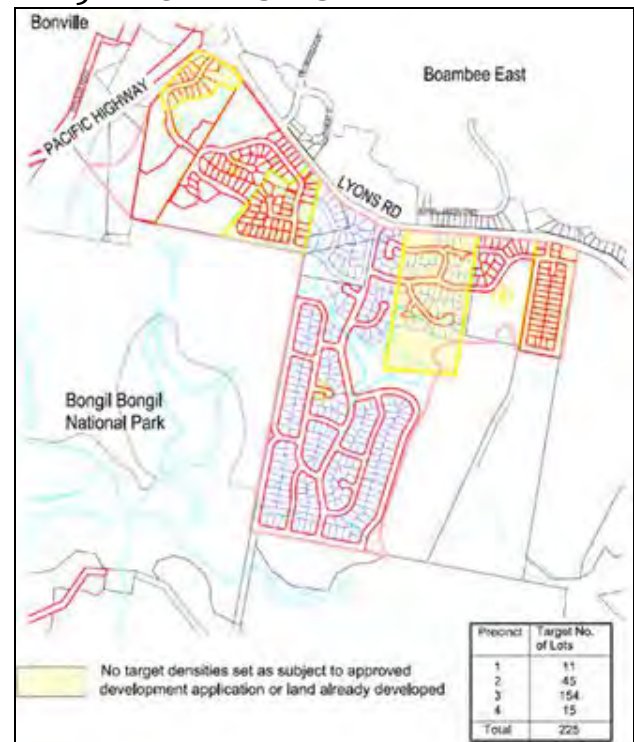 Bonville
Boambee East
PACIFIC HIGHWAY
LYONS RD
Bongil Bongil
National Park
Precinct Target No.
of Lots
1 11
2 45
3 154
4 15
Total 225
No target densities set as subject to approved
development application or land already developed